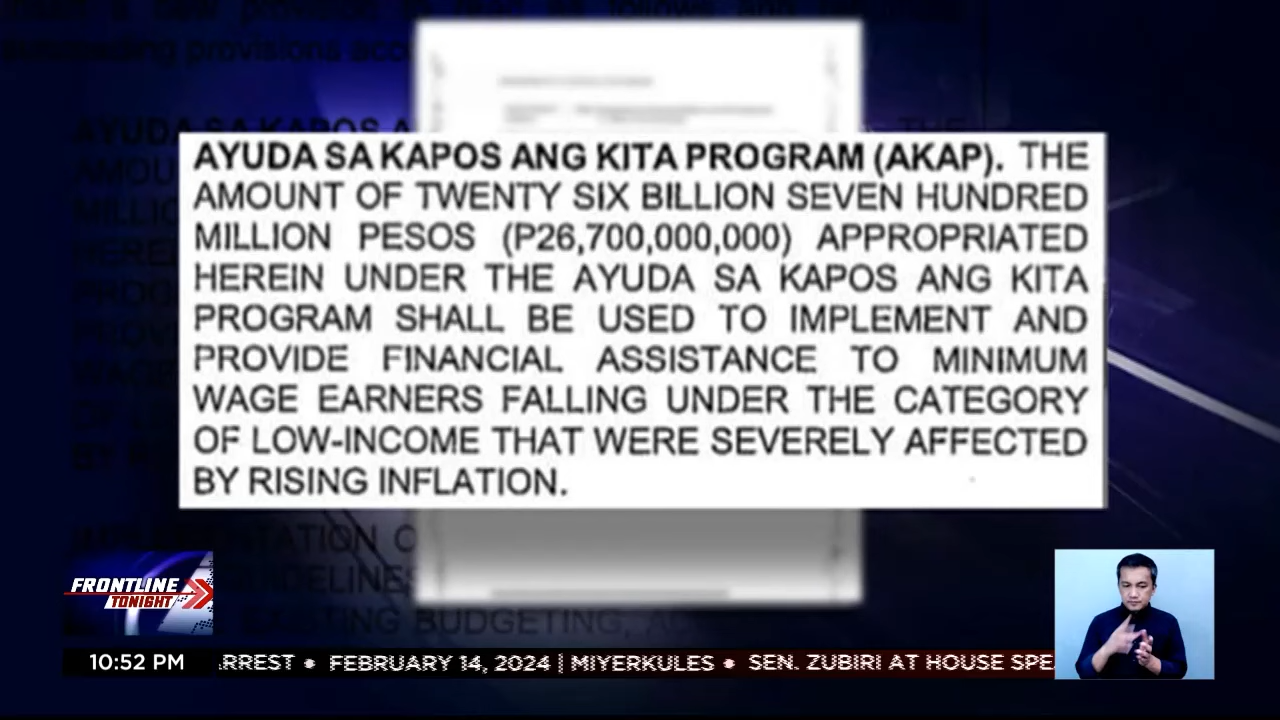 AYUDA SA KAPOS ANG KITA PROGRAM (AKAP). THE
AMOUNT OF TWENTY SIX BILLION SEVEN HUNDRED
MILLION PESOS (P26,700,000,000) APPROPRIATED
HEREIN UNDER THE AYUDA SA KAPOS ANG KITA
PROGRAM SHALL BE USED TO IMPLEMENT AND
PROVIDE FINANCIAL ASSISTANCE TO MINIMUM
WAGE EARNERS FALLING UNDER THE CATEGORY
OF LOW-INCOME THAT WERE SEVERELY AFFECTED
BY RISING INFLATION.
EXISTING BUDGETING,
FRONTLINE
TONIGHT
10:52 PM RREST • FEBRUARY 14, 2024 | MIYERKULES • SEN. ZUBIRI AT HOUSE SPE